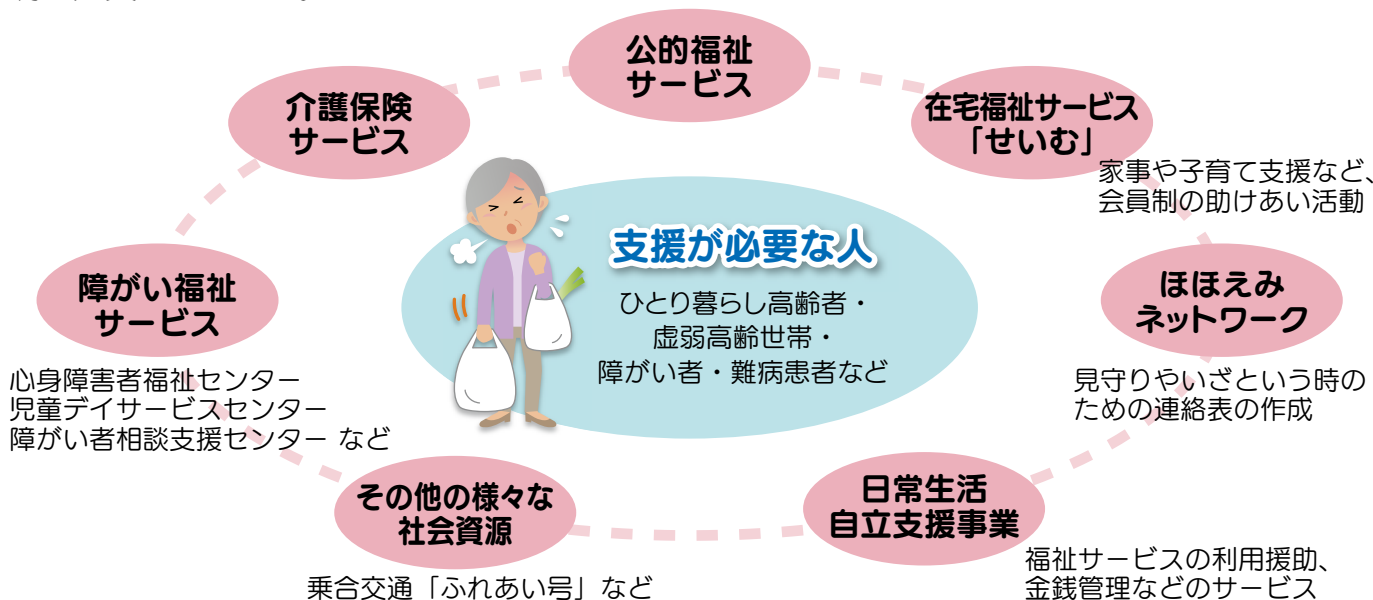 公的福祉
サービス
介護保険
サービス
在宅福祉サービス
「せいむ」
家事や子育て支援など、
会員制の助けあい活動
支援が必要な人
ひとり暮らし高齢者・
虚弱高齢世帯・
障がい者・難病患者など
障がい福祉
サービス
心身障害者福祉センター
児童デイサービスセンター
障がい者相談支援センター など
ほほえみ
ネットワーク
見守りやいざという時の
ための連絡表の作成
その他の様々な
社会資源
乗合交通「ふれあい号」など
日常生活
自立支援事業
福祉サービスの利用援助、
金銭管理などのサービス